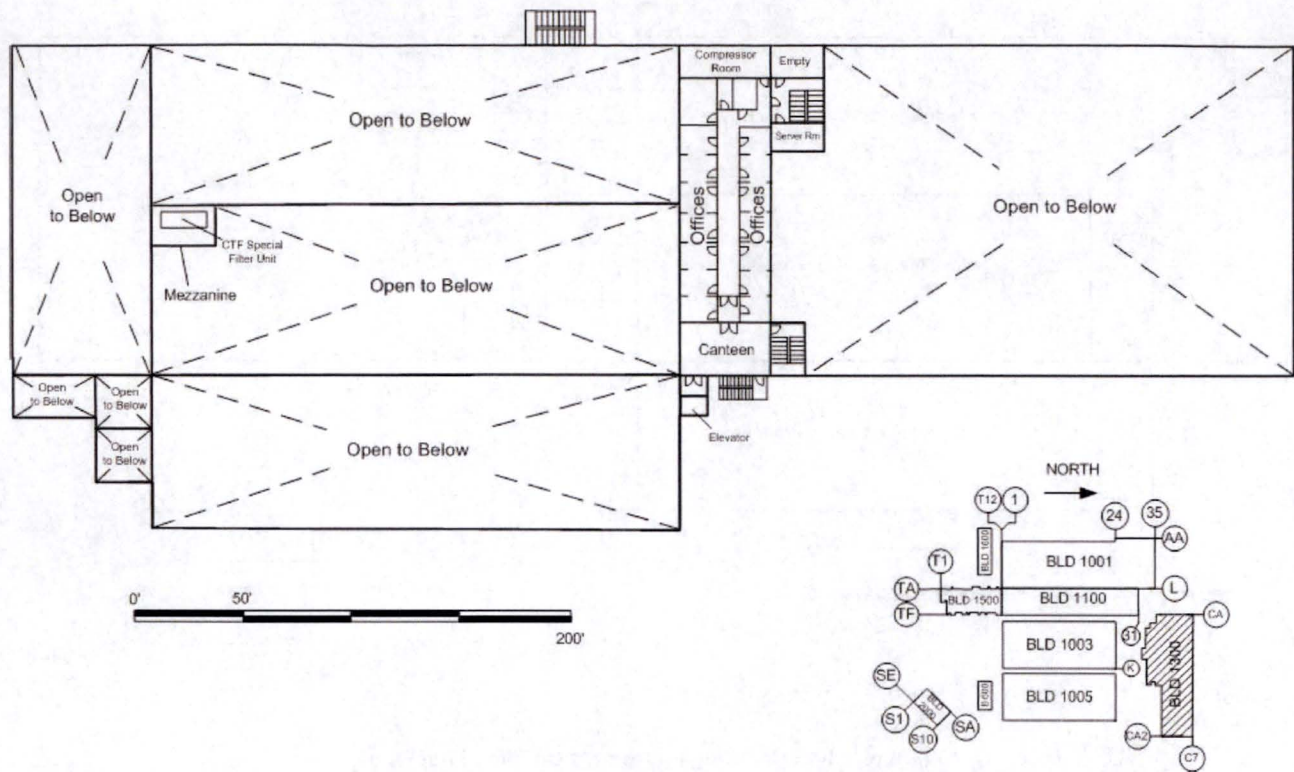 Compressor
Room
Empty
Open to Below
Server Rm
Open
to Below
Offices
Offices
Open to Below
CTF Special
Filter Unit
Mezzanine
Open to Below
Canteen
Open
to Below
Open
to Below
Open
to Below
Open to Below
Elevator
NORTH
T12
1
24
35
AA
BLD 1600
BLD 1001
T1
TA
BLD 1500
BLD 1100
L
TF
CA
31
BLD 1003
K
BLD 1300
SE
BLD
2000
BLD 1005
S1
S10
SA
CA2
C7
0'
50'
200'